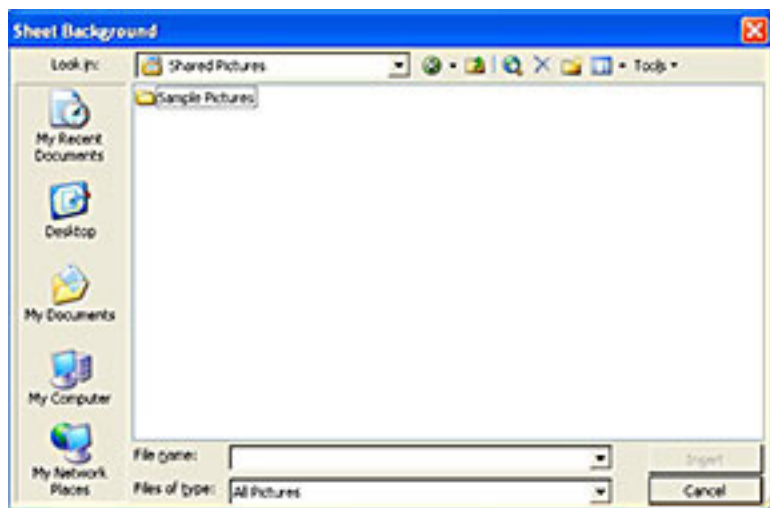 Sheet Background
Look in:
Shared Pictures
Tools
Sample Pictures
My Recent
Documents
Desktop
My Documents
My Computer
My Network
Places
File name:
Insert
Files of type:
All Pictures
Cancel